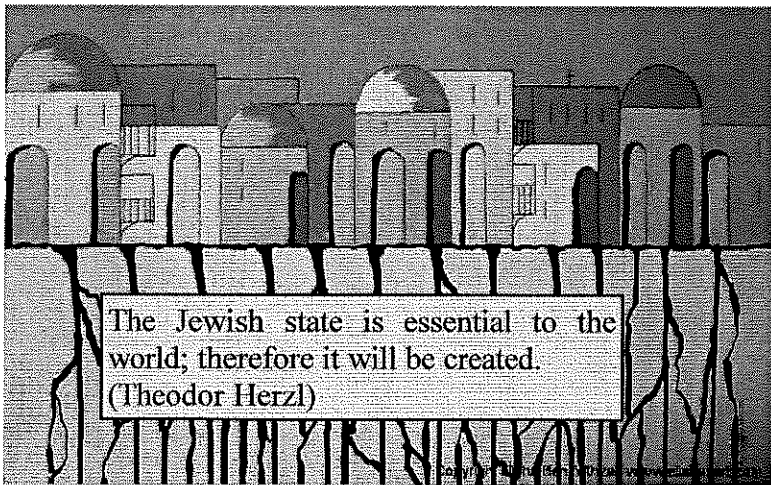 The Jewish state is essential to the
world; therefore it will be created.
(Theodor Herzl)